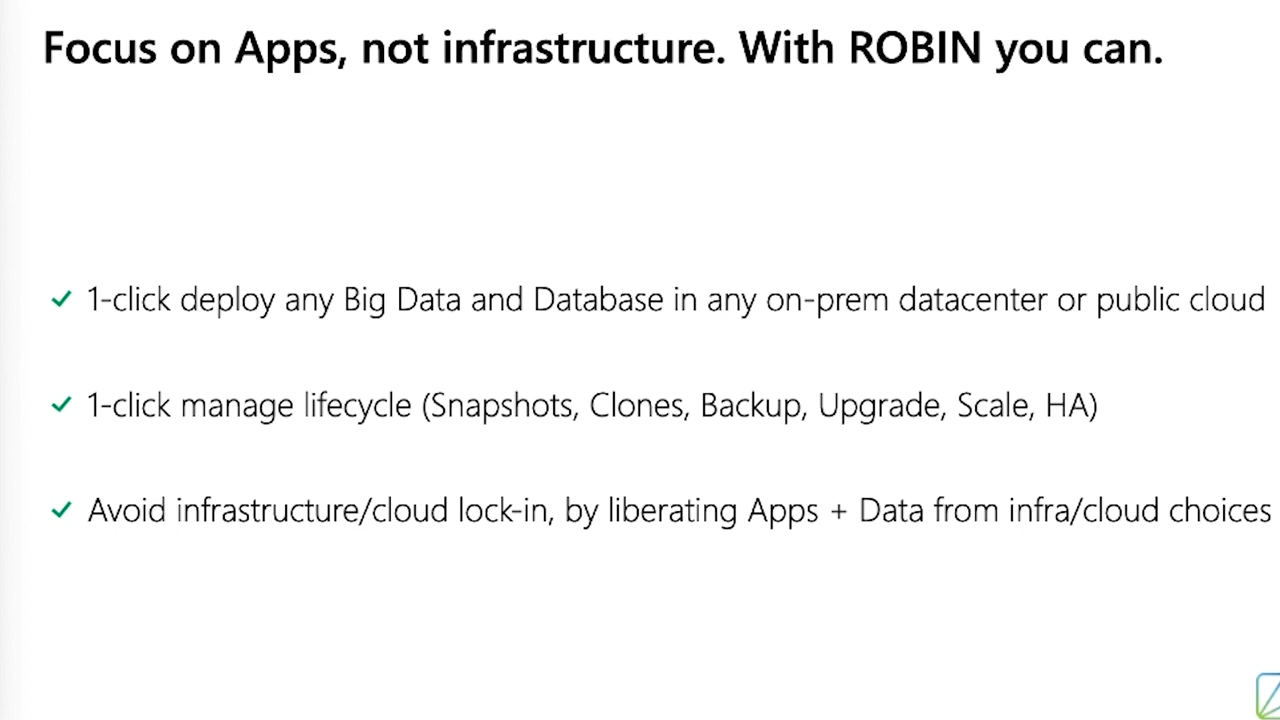 Focus on Apps, not infrastructure. With ROBIN you can.
1-click deploy any Big Data and Database in any on-prem datacenter or public cloud
1-click manage lifecycle (Snapshots, Clones, Backup, Upgrade, Scale, HA)
Avoid infrastructure/cloud lock-in, by liberating Apps + Data from infra/cloud choices